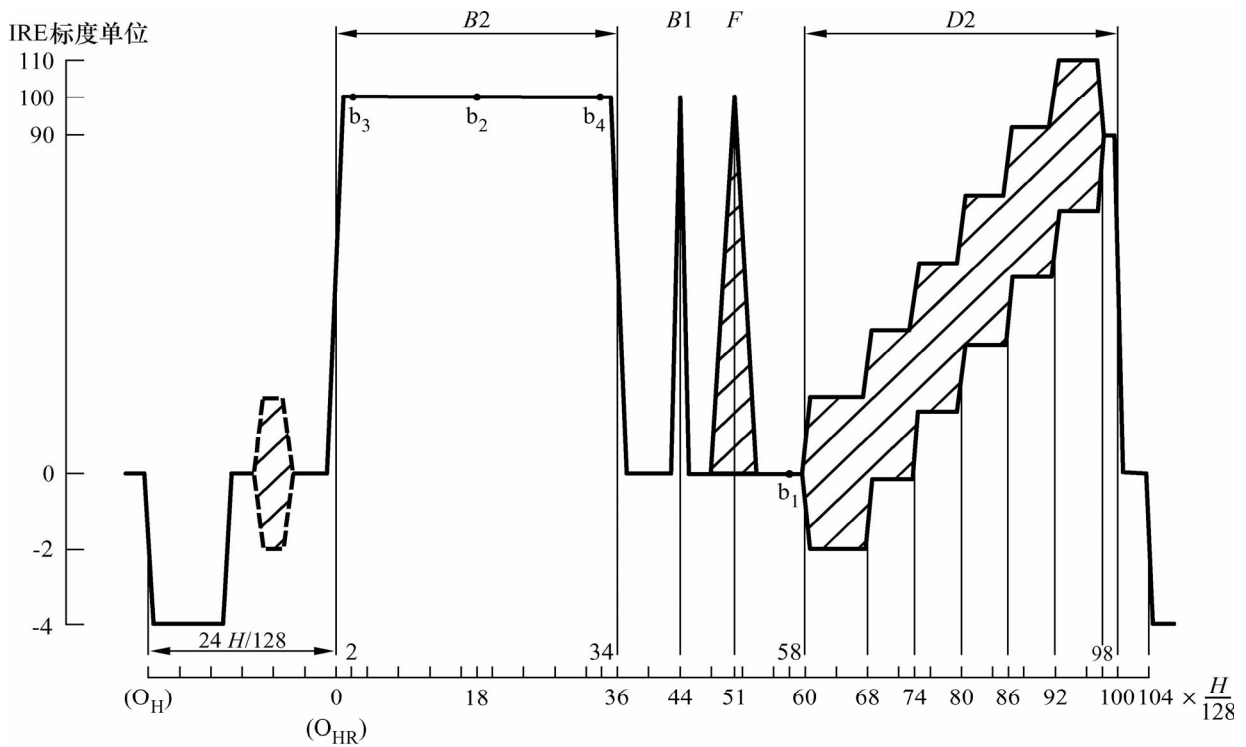 B2 B1 F D2
IRE标度单位
110
100
90
b3 b2 b4
0
b1
-2
-4
24 H/128
2 34 58 98
(OH) 0 18 36 44 51 60 68 74 80 86 92 100 104 × H/128
(OHR)